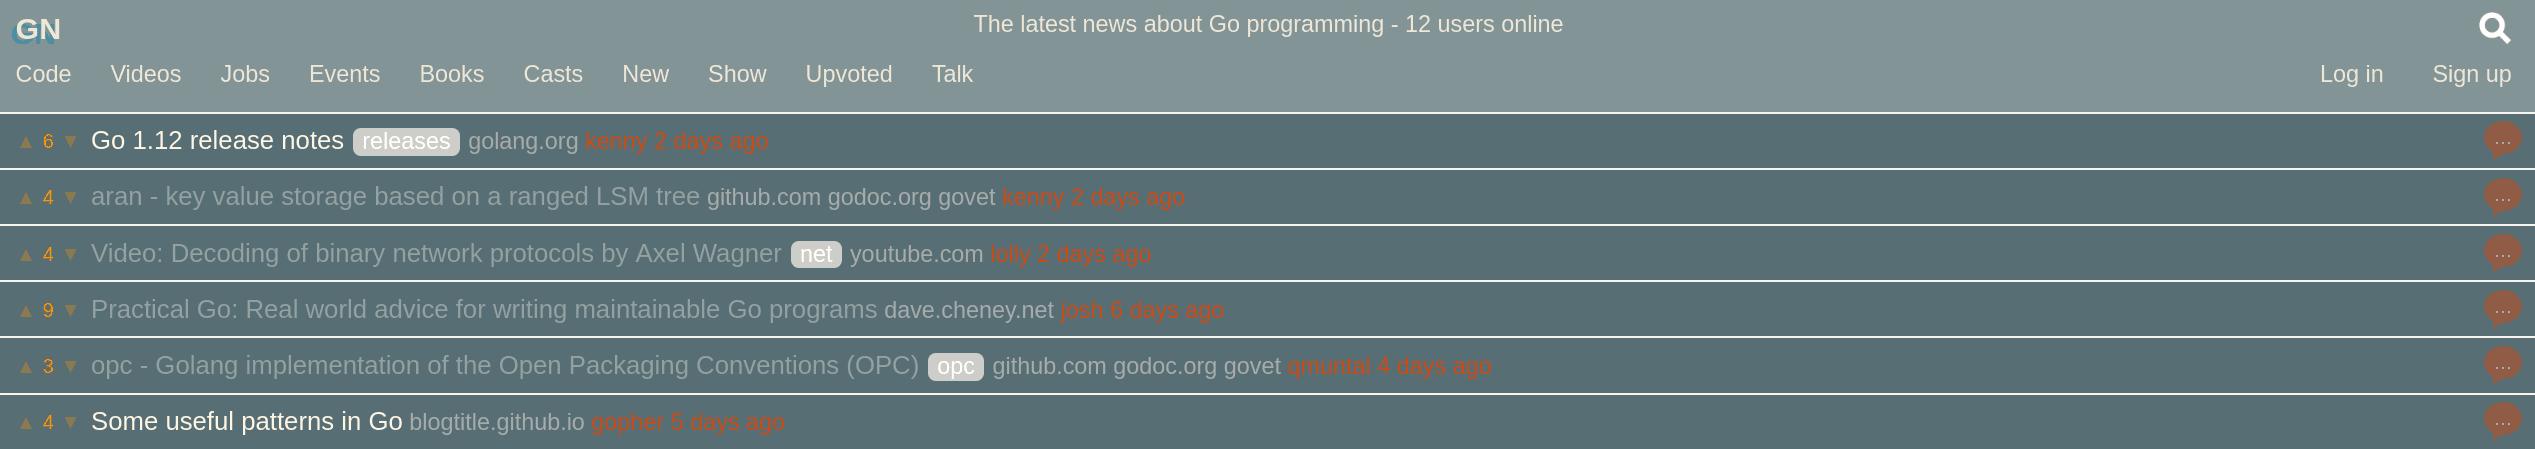 GN The latest news about Go programming - 12 users online
Code Videos Jobs Events Books Casts New Show Upvoted Talk Log in Sign up
▲ 6 ▼ Go 1.12 release notes releases golang.org kenny 2 days ago ...
▲ 4 ▼ aran - key value storage based on a ranged LSM tree github.com godoc.org govet kenny 2 days ago ...
▲ 4 ▼ Video: Decoding of binary network protocols by Axel Wagner net youtube.com lolly 2 days ago ...
▲ 9 ▼ Practical Go: Real world advice for writing maintainable Go programs dave.cheney.net josh 6 days ago ...
▲ 3 ▼ opc - Golang implementation of the Open Packaging Conventions (OPC) opc github.com godoc.org govet qmuntal 4 days ago ...
▲ 4 ▼ Some useful patterns in Go blogtitle.github.io gopher 5 days ago ...